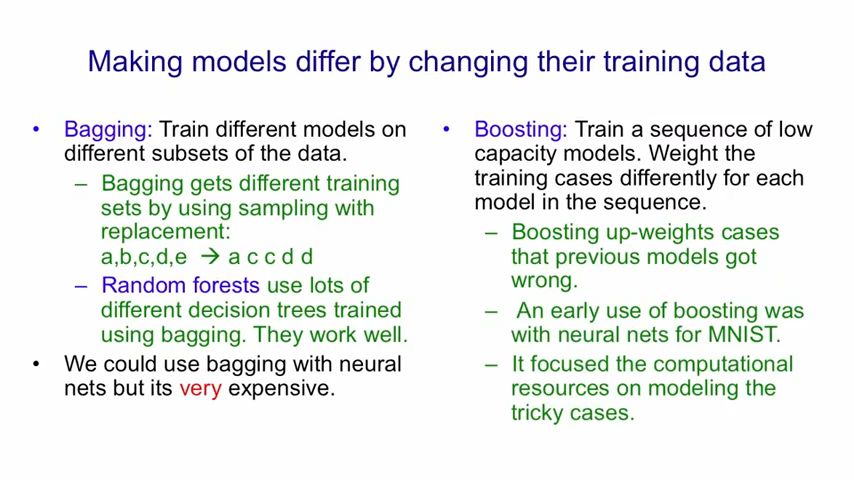 Making models differ by changing their training data
• Bagging: Train different models on
different subsets of the data.
– Bagging gets different training
sets by using sampling with
replacement:
a,b,c,d,e → a c c d d
– Random forests use lots of
different decision trees trained
using bagging. They work well.
• We could use bagging with neural
nets but its very expensive.
• Boosting: Train a sequence of low
capacity models. Weight the
training cases differently for each
model in the sequence.
– Boosting up-weights cases
that previous models got
wrong.
– An early use of boosting was
with neural nets for MNIST.
– It focused the computational
resources on modeling the
tricky cases.